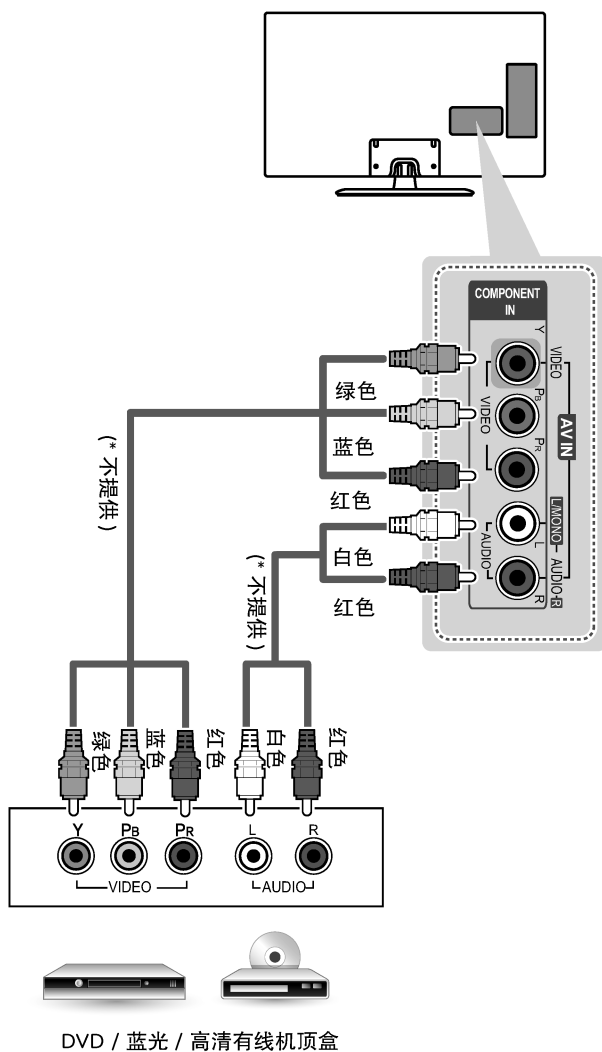 COMPONENT
IN
Y
VIDEO
PB
VIDEO
PR
AV IN
L/MONO
L
AUDIO
AUDIO
R
R
绿色
蓝色
红色
白色
红色
(* 不提供 )
(* 不提供 )
绿色
蓝色
红色
白色
红色
Y PB PR L R
VIDEO AUDIO
DVD / 蓝光 / 高清有线机顶盒